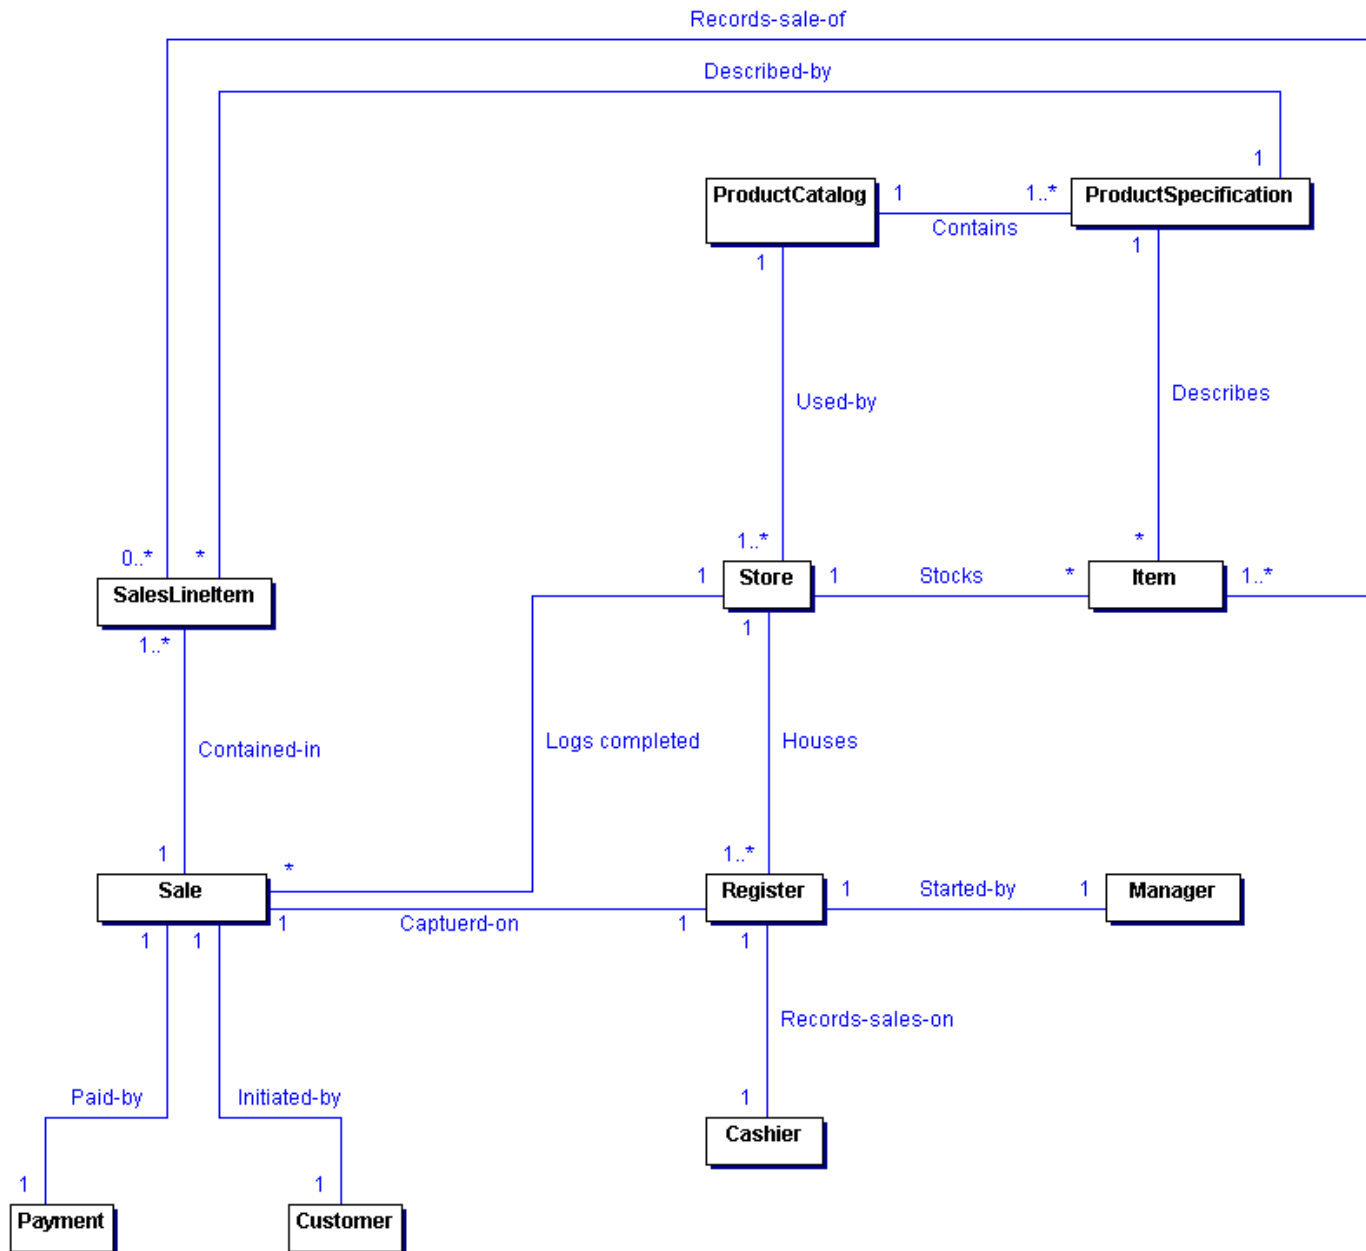 Records-sale-of
Described-by
1
ProductCatalog
1
1..*
ProductSpecification
Contains
1
1
Used-by
Describes
0..*
*
1..*
*
SalesLineItem
1
Store
1
Stocks
*
Item
1..*
1..*
1
Contained-in
Logs completed
Houses
1
*
1..*
Sale
Register
1
Started-by
1
Manager
1
1
1
Captuerd-on
1
1
Records-sales-on
Paid-by
Initiated-by
1
Cashier
1
1
Payment
Customer